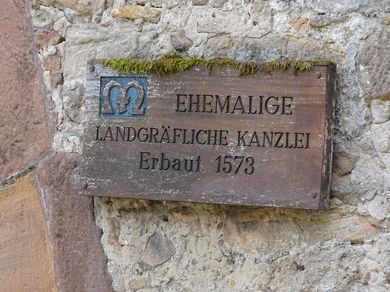 EHEMALIGE
LANDGRÄFLICHE KANZLEI
Erbaut 1573